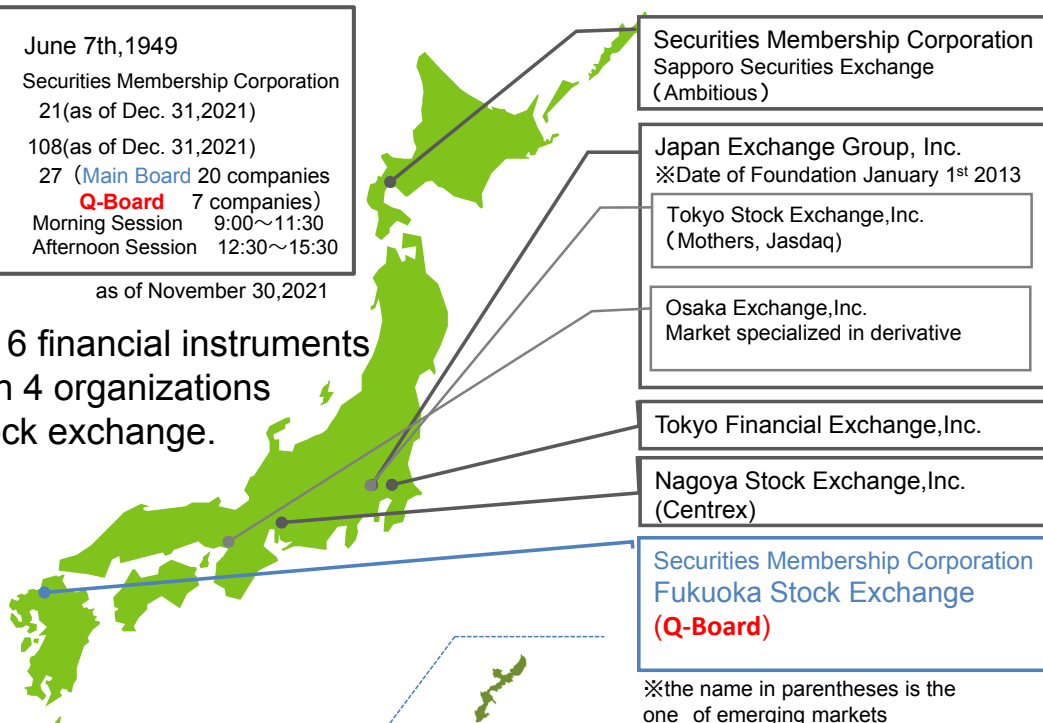 June 7th,1949
Securities Membership Corporation
21(as of Dec. 31,2021)
108(as of Dec. 31,2021)
27（Main Board 20 companies
Q-Board 7 companies）
Morning Session 9:00～11:30
Afternoon Session 12:30～15:30
as of November 30,2021
6 financial instruments
4 organizations
ock exchange.
Securities Membership Corporation
Sapporo Securities Exchange
（Ambitious）
Japan Exchange Group, Inc.
※Date of Foundation January 1st 2013
Tokyo Stock Exchange,Inc.
（Mothers, Jasdaq)
Osaka Exchange,Inc.
Market specialized in derivative
Tokyo Financial Exchange,Inc.
Nagoya Stock Exchange,Inc.
(Centrex)
Securities Membership Corporation
Fukuoka Stock Exchange
(Q-Board)
※the name in parentheses is the
one of emerging markets